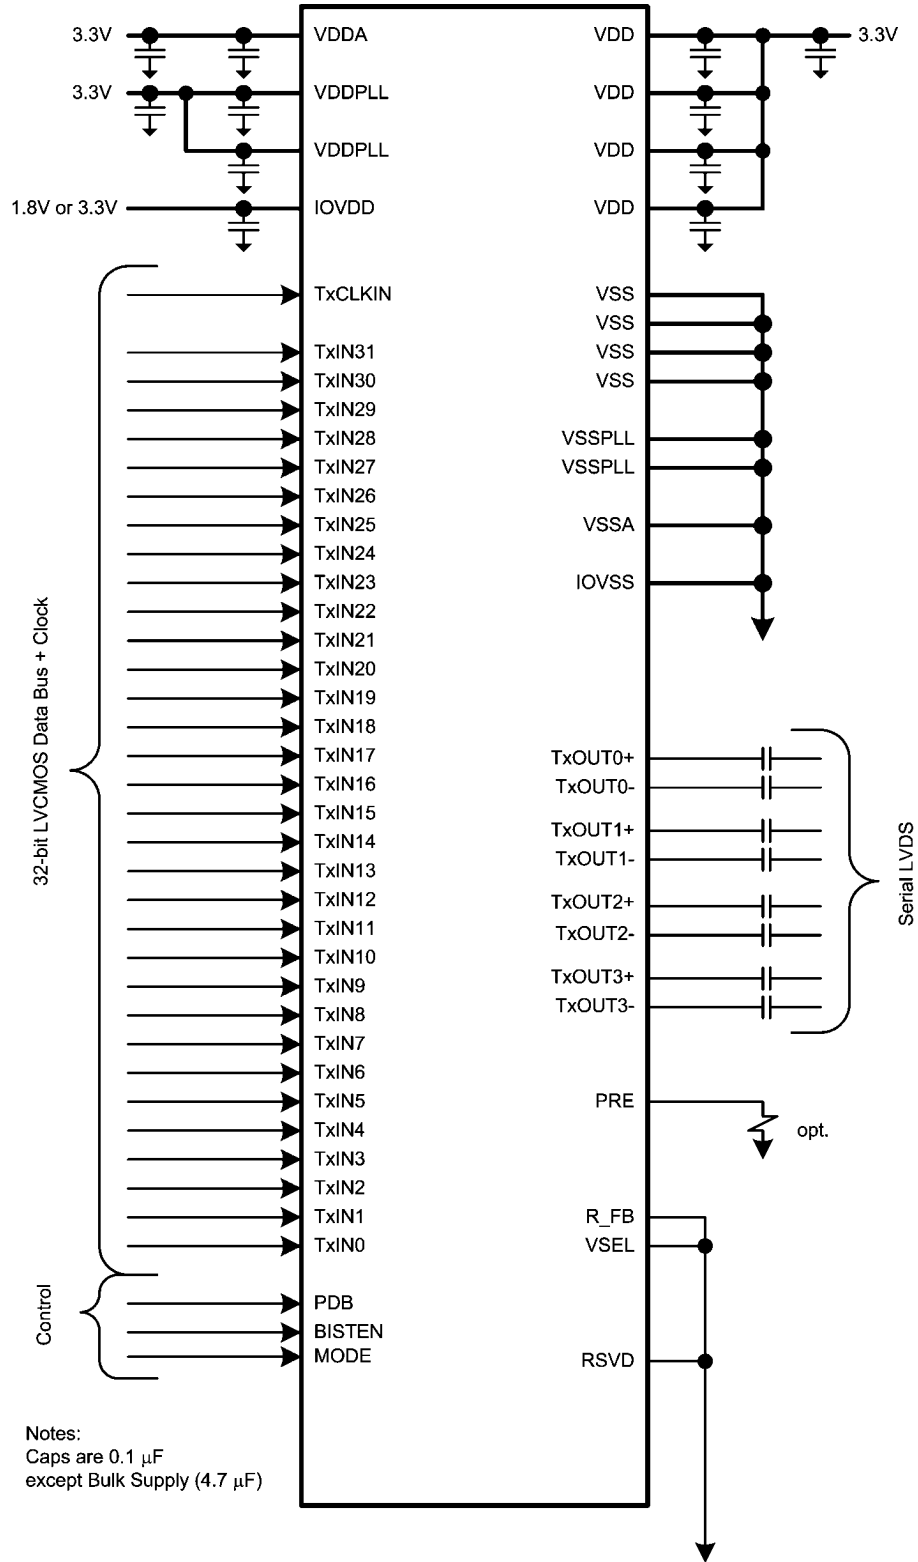 3.3V
VDDA
VDD
3.3V
3.3V
VDDPLL
VDD
VDDPLL
VDD
1.8V or 3.3V
IOVDD
VDD
TxCLKIN
VSS
VSS
TxIN31
VSS
TxIN30
VSS
TxIN29
TxIN28
VSSPLL
TxIN27
VSSPLL
TxIN26
TxIN25
VSSA
TxIN24
TxIN23
IOVSS
TxIN22
TxIN21
TxIN20
TxIN19
TxIN18
32-bit LVCMOS Data Bus + Clock
TxIN17
TxOUT0+
TxIN16
TxOUT0-
TxIN15
TxOUT1+
TxIN14
TxOUT1-
TxIN13
Serial LVDS
TxIN12
TxOUT2+
TxIN11
TxOUT2-
TxIN10
TxOUT3+
TxIN9
TxOUT3-
TxIN8
TxIN7
TxIN6
TxIN5
PRE
opt.
TxIN4
TxIN3
TxIN2
TxIN1
R_FB
TxIN0
VSEL
Control
PDB
BISTEN
MODE
RSVD
Notes:
Caps are 0.1 μF
except Bulk Supply (4.7 μF)